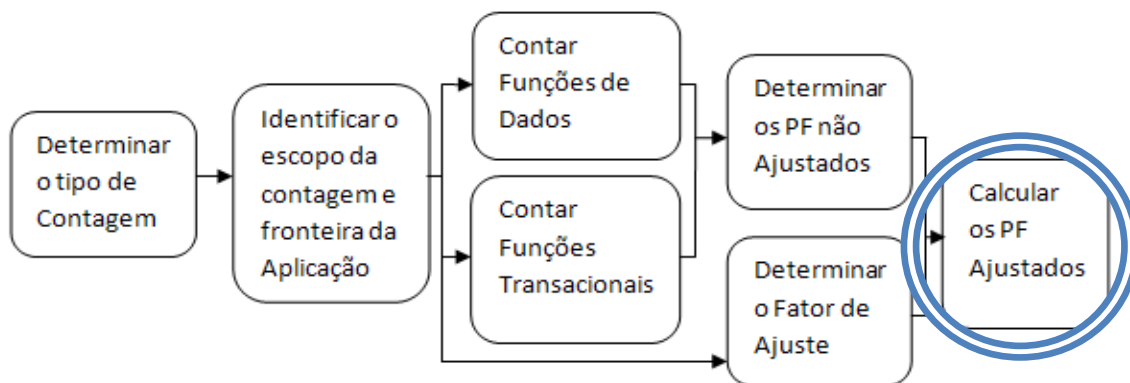 Determinar
o tipo de
Contagem
Identificar o
escopo da
contagem e
fronteira da
Aplicação
Contar
Funções de
Dados
Contar
Funções
Transacionais
Determinar
os PF não
Ajustados
Determinar
o Fator de
Ajuste
Calcular
os PF
Ajustados